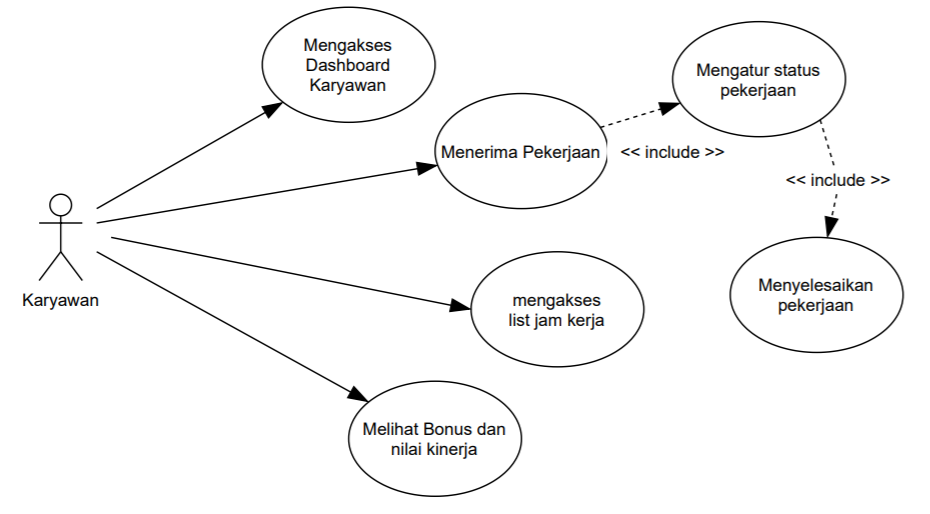 Mengakses
Dashboard
Karyawan
Mengatur status
pekerjaan
Menerima Pekerjaan
<< include >>
<< include >>
Karyawan
mengakses
list jam kerja
Menyelesaikan
pekerjaan
Melihat Bonus dan
nilai kinerja